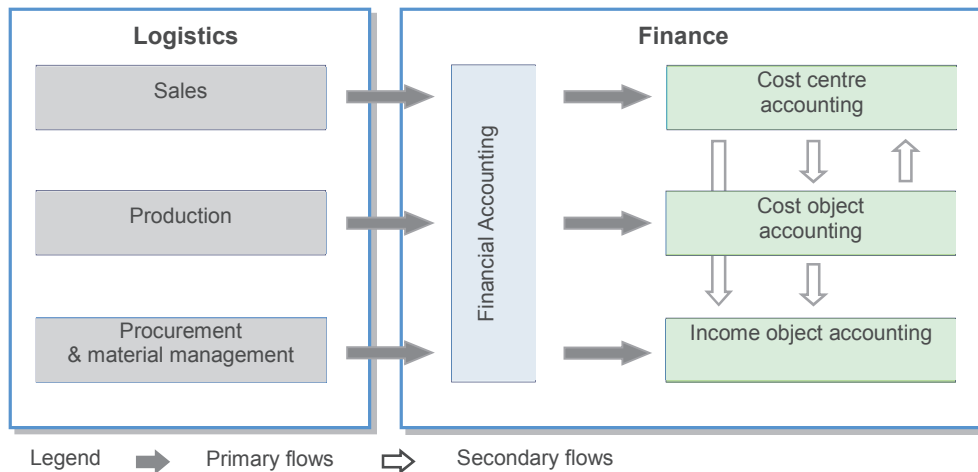 Logistics
Sales
Production
Procurement
& material management
Finance
Financial Accounting
Cost centre
accounting
Cost object
accounting
Income object accounting
Legend
Primary flows
Secondary flows